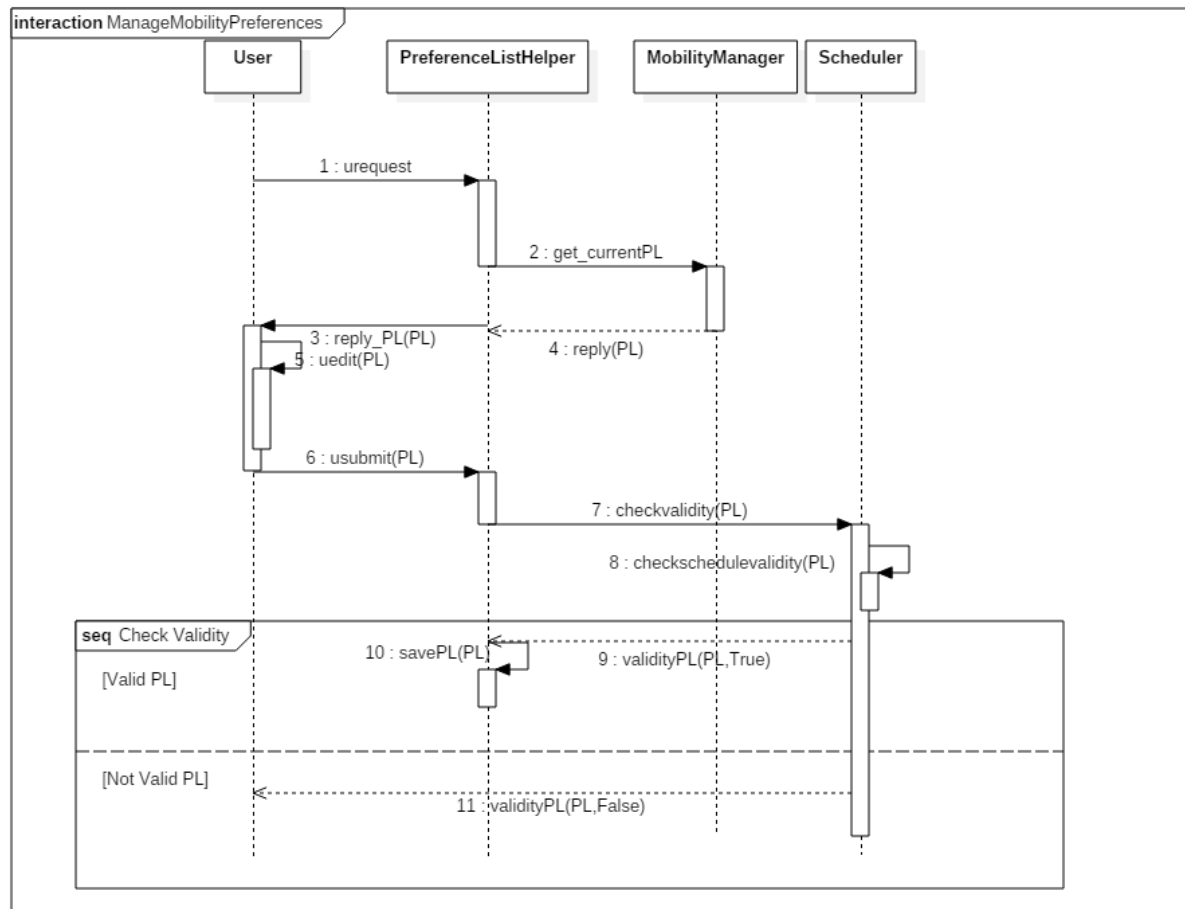 interaction ManageMobilityPreferences
User
PreferenceListHelper
MobilityManager
Scheduler
1 : urequest
2 : get_currentPL
3 : reply_PL(PL)
4 : reply(PL)
5 : uedit(PL)
6 : usubmit(PL)
7 : checkvalidity(PL)
8 : checkschedulevalidity(PL)
seq Check Validity
10 : savePL(PL)
9 : validityPL(PL,True)
[Valid PL]
[Not Valid PL]
11 : validityPL(PL,False)